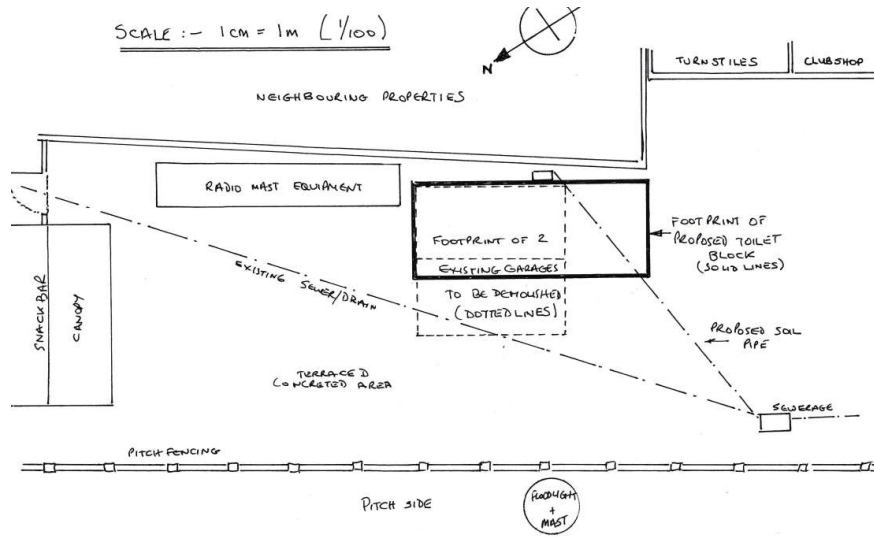 SCALE :- 1CM = 1M (1/100)
N
NEIGHBOURING PROPERTIES
TURNSTILES
CLUBSHOP
RADIO MAST EQUIPMENT
FOOTPRINT OF 2
EXISTING GARAGES
TO BE DEMOLISHED
(DOTTED LINES)
FOOTPRINT OF
PROPOSED TOILET
BLOCK
(SOLID LINES)
EXISTING SEWER/DRAIN
SNACKBAR
CANOPY
PROPOSED SOIL
PIPE
TERRACED
CONCRETED AREA
SEWERAGE
PITCH FENCING
PITCH SIDE
FLOODLIGHT
+
MAST